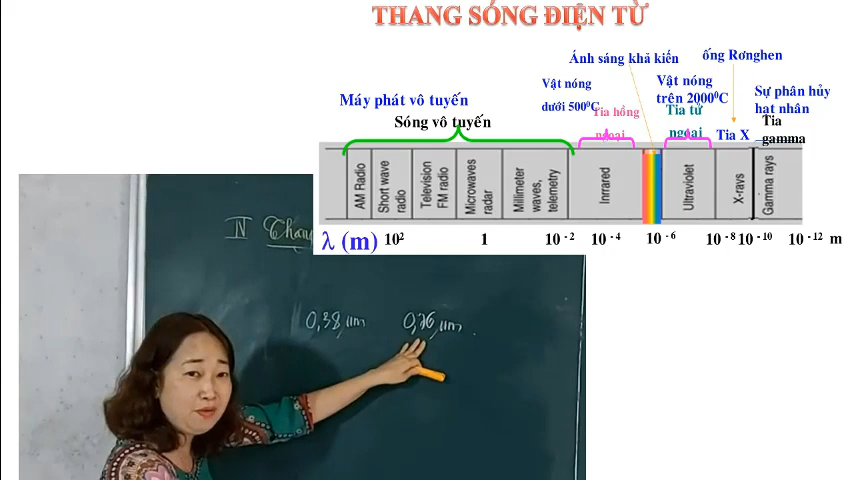 THANG SÓNG ĐIỆN TỪ
Ánh sáng khả kiến
ống Rơnghen
Vật nóng
dưới 500⁰C
Vật nóng
trên 2000⁰C
Sự phân hủy
hạt nhân
Máy phát vô tuyến
Sóng vô tuyến
Tia hồng
ngoại
Tia tử
ngoại
Tia X
Tia
gamma
AM Radio
Short wave
radio
Television
FM radio
Microwaves
radar
Millimeter
waves,
telemetry
Inrrared
Ultraviolet
X-rays
Gamma rays
λ (m)
10²
1
10⁻²
10⁻⁴
10⁻⁶
10⁻⁸
10⁻¹⁰
10⁻¹²
m
IV Thang
0,38 µm
0,76 µm